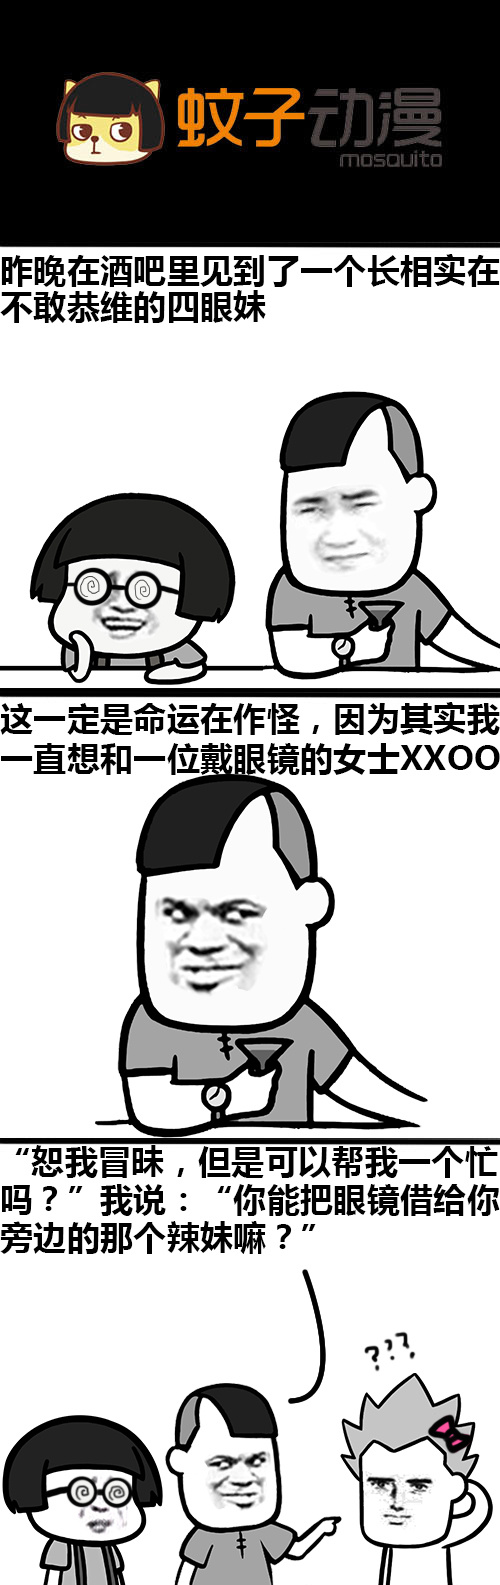 蚊子动漫
mosquito
昨晚在酒吧里见到了一个长相实在
不敢恭维的四眼妹
这一定是命运在作怪，因为其实我
一直想和一位戴眼镜的女士XXOO
“恕我冒昧，但是可以帮我一个忙
吗？”我说：“你能把眼镜借给你
旁边的那个辣妹嘛？”
???